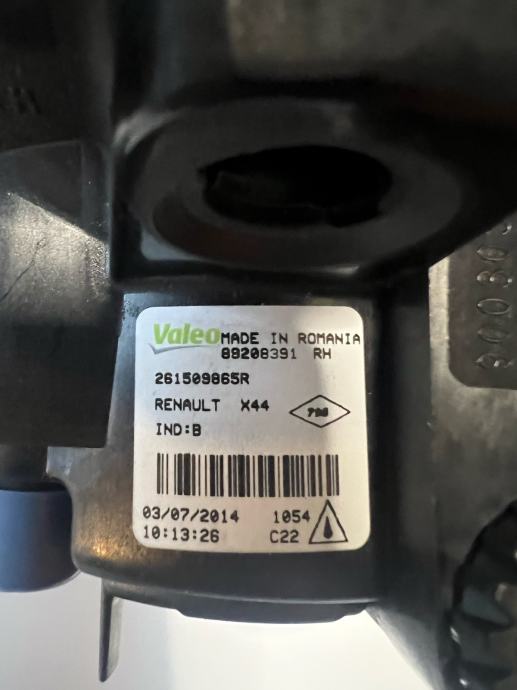 Valeo MADE IN ROMANIA
89208391 RH
261509865R
RENAULT X44
IND:B
03/07/2014 1054
10:13:26 C22